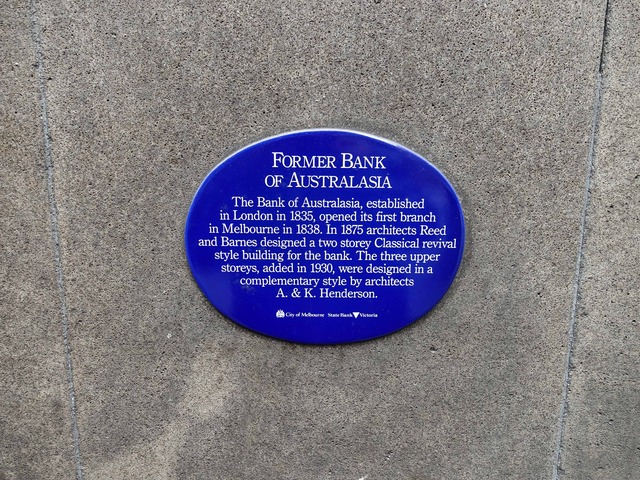 FORMER BANK
OF AUSTRALASIA
The Bank of Australasia, established
in London in 1835, opened its first branch
in Melbourne in 1838. In 1875 architects Reed
and Barnes designed a two storey Classical revival
style building for the bank. The three upper
storeys, added in 1930, were designed in a
complementary style by architects
A. & K. Henderson.
City of Melbourne State Bank Victoria